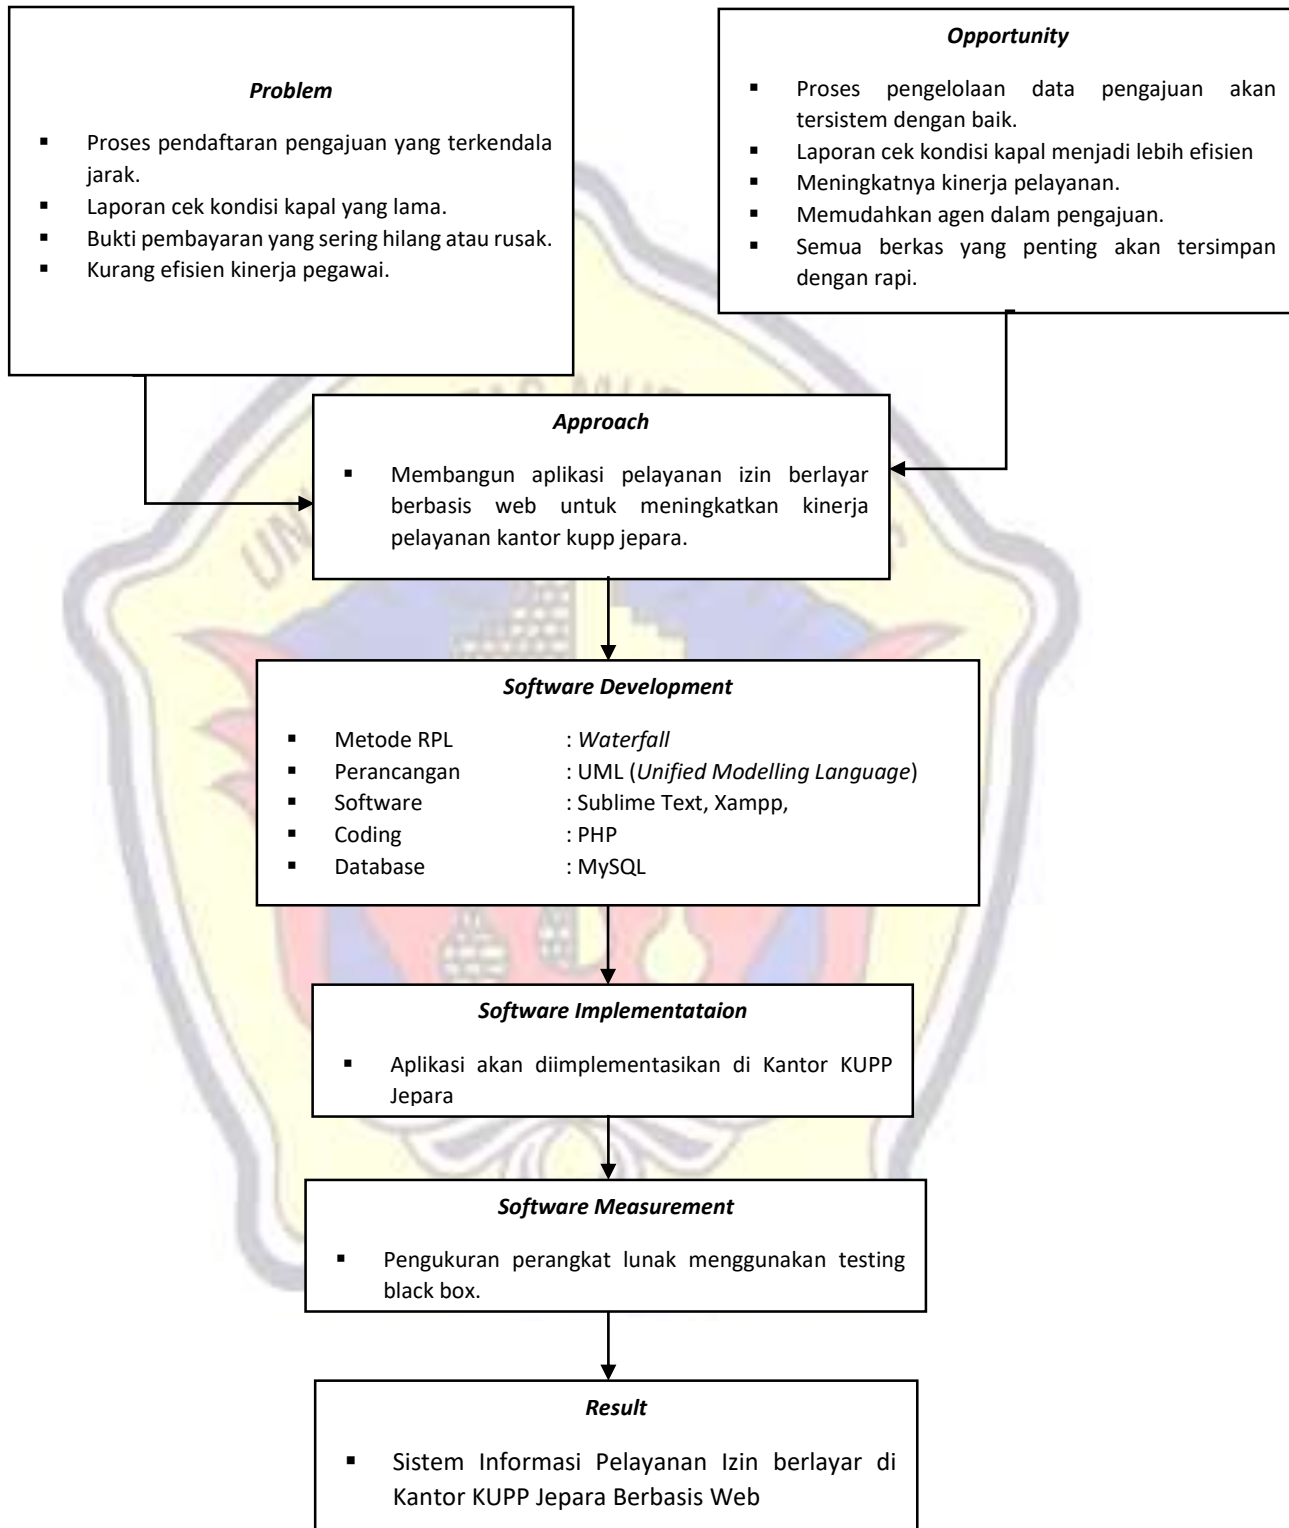 Problem
▪ Proses pendaftaran pengajuan yang terkendala
jarak.
▪ Laporan cek kondisi kapal yang lama.
▪ Bukti pembayaran yang sering hilang atau rusak.
▪ Kurang efisien kinerja pegawai.
Opportunity
▪ Proses pengelolaan data pengajuan akan
tersistem dengan baik.
▪ Laporan cek kondisi kapal menjadi lebih efisien
▪ Meningkatnya kinerja pelayanan.
▪ Memudahkan agen dalam pengajuan.
▪ Semua berkas yang penting akan tersimpan
dengan rapi.
Approach
▪ Membangun aplikasi pelayanan izin berlayar
berbasis web untuk meningkatkan kinerja
pelayanan kantor kupp jepara.
Software Development
▪ Metode RPL : Waterfall
▪ Perancangan : UML (Unified Modelling Language)
▪ Software : Sublime Text, Xampp,
▪ Coding : PHP
▪ Database : MySQL
Software Implementataion
▪ Aplikasi akan diimplementasikan di Kantor KUPP
Jepara
Software Measurement
▪ Pengukuran perangkat lunak menggunakan testing
black box.
Result
▪ Sistem Informasi Pelayanan Izin berlayar di
Kantor KUPP Jepara Berbasis Web